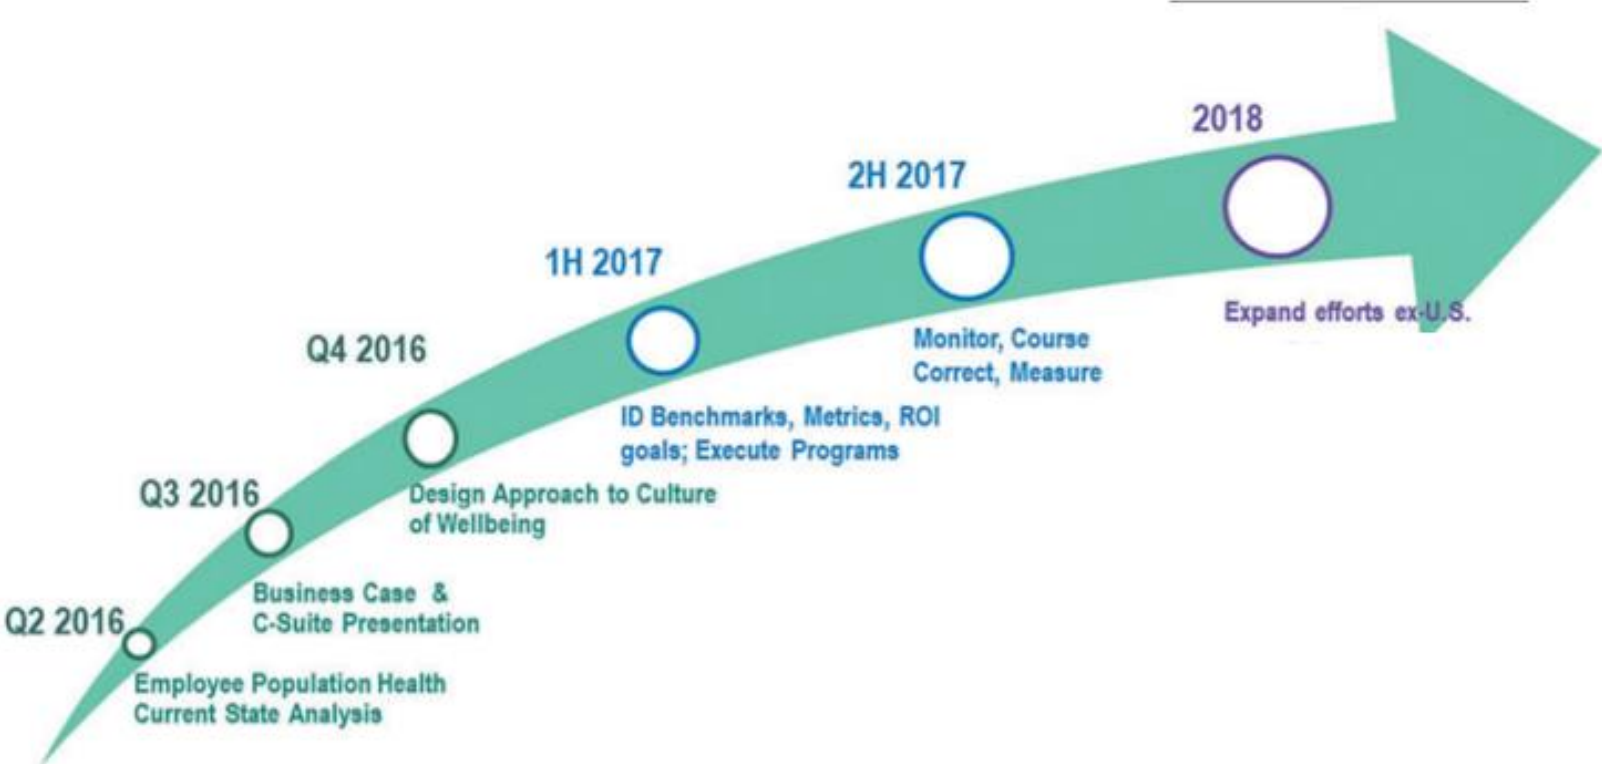 2018
2H 2017
1H 2017
Expand efforts ex-U.S.
Monitor, Course
Correct, Measure
Q4 2016
ID Benchmarks, Metrics, ROI
goals; Execute Programs
Q3 2016
Design Approach to Culture
of Wellbeing
Business Case &
C-Suite Presentation
Q2 2016
Employee Population Health
Current State Analysis